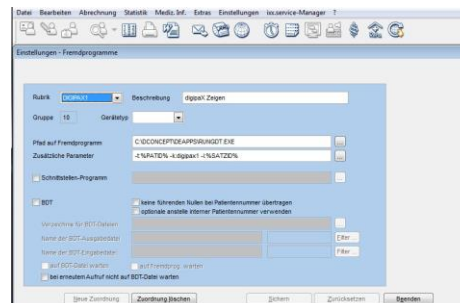 Datei Bearbeiten Abrechnung Statistik Mediz. Inf. Extras Einstellungen ixx.service-Manager ?
Einstellungen - Fremdprogramme
Rubrik DIGIPAX1 Beschreibung digipaX Zeigen
Gruppe 10 Gerätetyp
Pfad auf Fremdprogramm C:\DCONCEPT\DEAPPS\RUNGDT.EXE ...
Zusätzliche Parameter -t:%PATID% -k:digipax1 -i:%SATZID% ...
Schnittstellen-Programm ...
BDT keine führenden Nullen bei Patientennummer übertragen
optionale anstelle interner Patientennummer verwenden
Verzeichnis für BDT-Dateien ...
Name der BDT-Ausgabedatei Filter ...
Name der BDT-Eingabedatei Filter ...
auf BDT-Datei warten auf Fremdprog. warten
bei erneutem Aufruf nicht auf BDT-Datei warten
Neue Zuordnung Zuordnung löschen Sichern Zurücksetzen Beenden